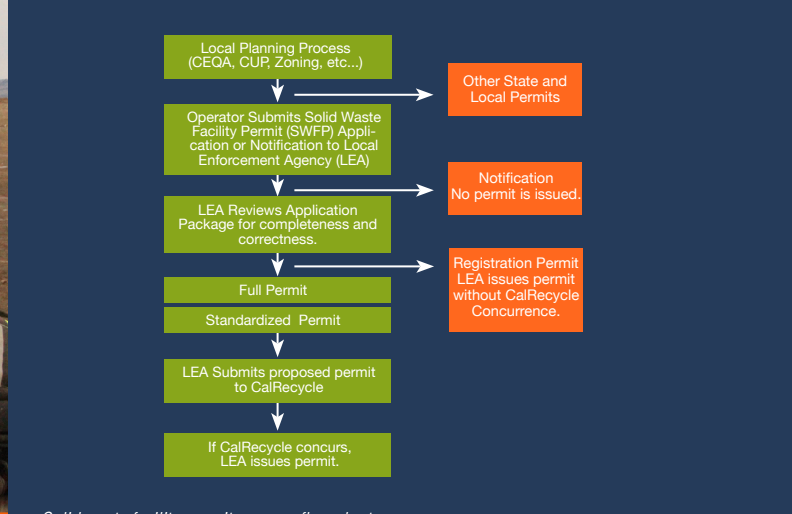 Local Planning Process
(CEQA, CUP, Zoning, etc...)
Other State and
Local Permits
Operator Submits Solid Waste
Facility Permit (SWFP) Appli-
cation or Notification to Local
Enforcement Agency (LEA)
Notification
No permit is issued.
LEA Reviews Application
Package for completeness and
correctness.
Registration Permit
LEA issues permit
without CalRecycle
Concurrence.
Full Permit
Standardized Permit
LEA Submits proposed permit
to CalRecycle
If CalRecycle concurs,
LEA issues permit.